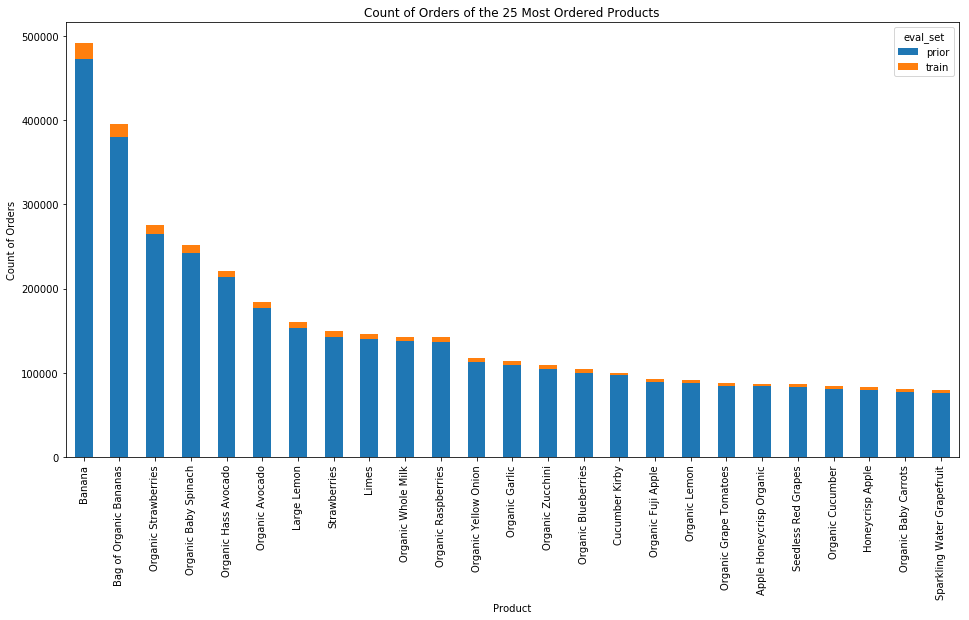 Count of Orders of the 25 Most Ordered Products
eval_set
prior
train
Count of Orders
500000
400000
300000
200000
100000
0
Banana
Bag of Organic Bananas
Organic Strawberries
Organic Baby Spinach
Organic Hass Avocado
Organic Avocado
Large Lemon
Strawberries
Limes
Organic Whole Milk
Organic Raspberries
Organic Yellow Onion
Organic Garlic
Organic Zucchini
Organic Blueberries
Cucumber Kirby
Organic Fuji Apple
Organic Lemon
Organic Grape Tomatoes
Apple Honeycrisp Organic
Seedless Red Grapes
Organic Cucumber
Honeycrisp Apple
Organic Baby Carrots
Sparkling Water Grapefruit
Product